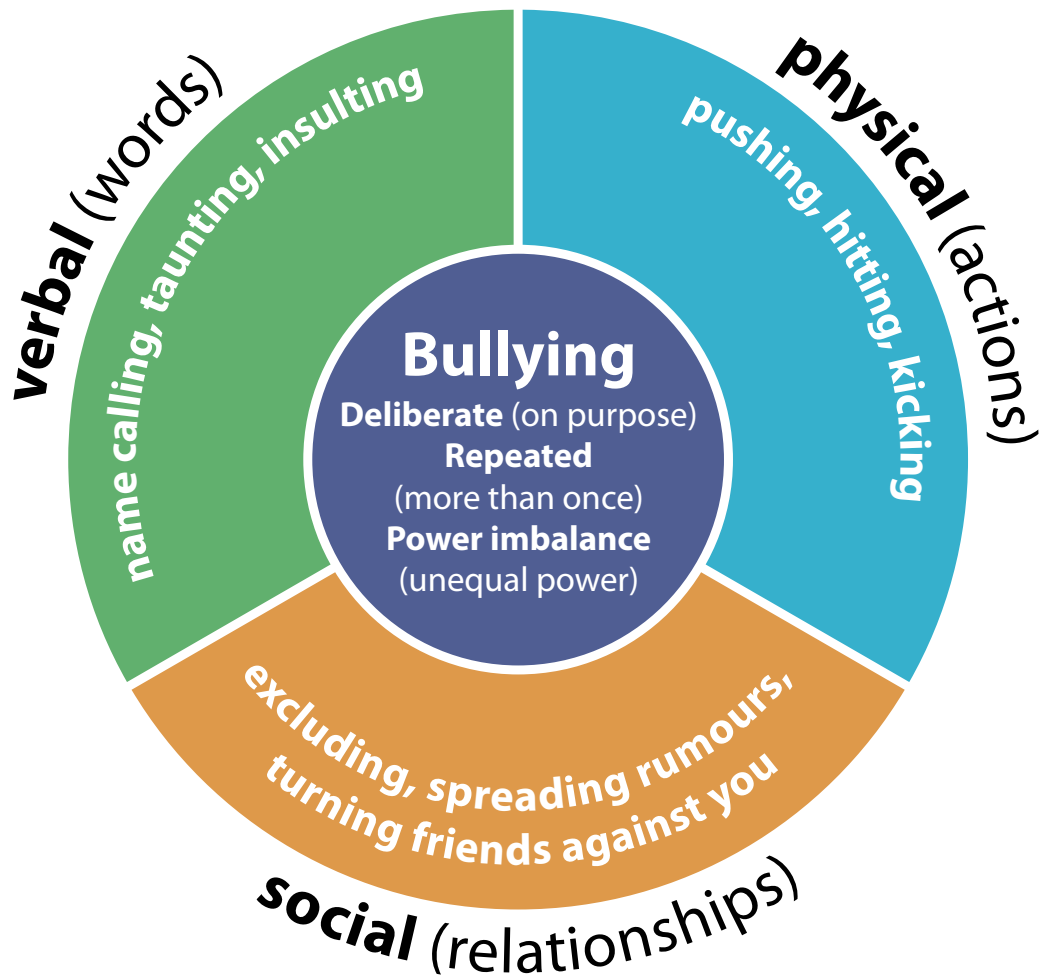 verbal (words)
name calling, taunting, insulting
physical (actions)
pushing, hitting, kicking
Bullying
Deliberate (on purpose)
Repeated
(more than once)
Power imbalance
(unequal power)
excluding, spreading rumours,
turning friends against you
social (relationships)